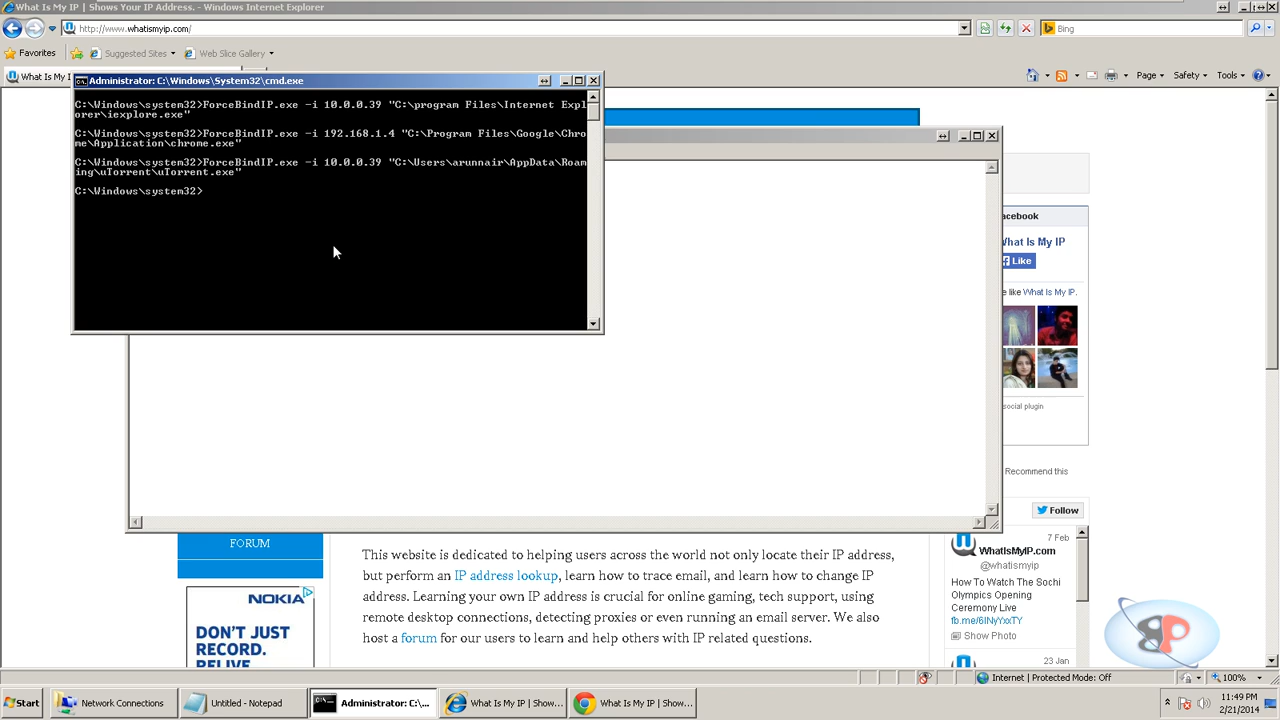 What Is My IP | Shows Your IP Address. - Windows Internet Explorer
http://www.whatismyip.com/
Bing
Favorites
Suggested Sites
Web Slice Gallery
What Is My I
Page
Safety
Tools
Administrator: C:\Windows\System32\cmd.exe
C:\Windows\system32>ForceBindIP.exe -i 10.0.0.39 "C:\program Files\Internet Expl
orer\iexplore.exe"
C:\Windows\system32>ForceBindIP.exe -i 192.168.1.4 "C:\Program Files\Google\Chro
me\Application\chrome.exe"
C:\Windows\system32>ForceBindIP.exe -i 10.0.0.39 "C:\Users\arunnair\AppData\Roam
ing\uTorrent\uTorrent.exe"
C:\Windows\system32>
acebook
What Is My IP
Like
e like What Is My IP.
social plugin
Recommend this
Follow
7 Feb
WhatIsMyIP.com
@whatismyip
How To Watch The Sochi
Olympics Opening
Ceremony Live
fb.me/6INyYxxTY
Show Photo
23 Jan
FORUM
NOKIA
DON'T JUST
RECORD.
RELIVE
This website is dedicated to helping users across the world not only locate their IP address,
but perform an IP address lookup, learn how to trace email, and learn how to change IP
address. Learning your own IP address is crucial for online gaming, tech support, using
remote desktop connections, detecting proxies or even running an email server. We also
host a forum for our users to learn and help others with IP related questions.
BP
Internet | Protected Mode: Off
100%
Start
Network Connections
Untitled - Notepad
Administrator: C:\...
What Is My IP | Show...
What Is My IP | Show...
11:49 PM
2/21/2014